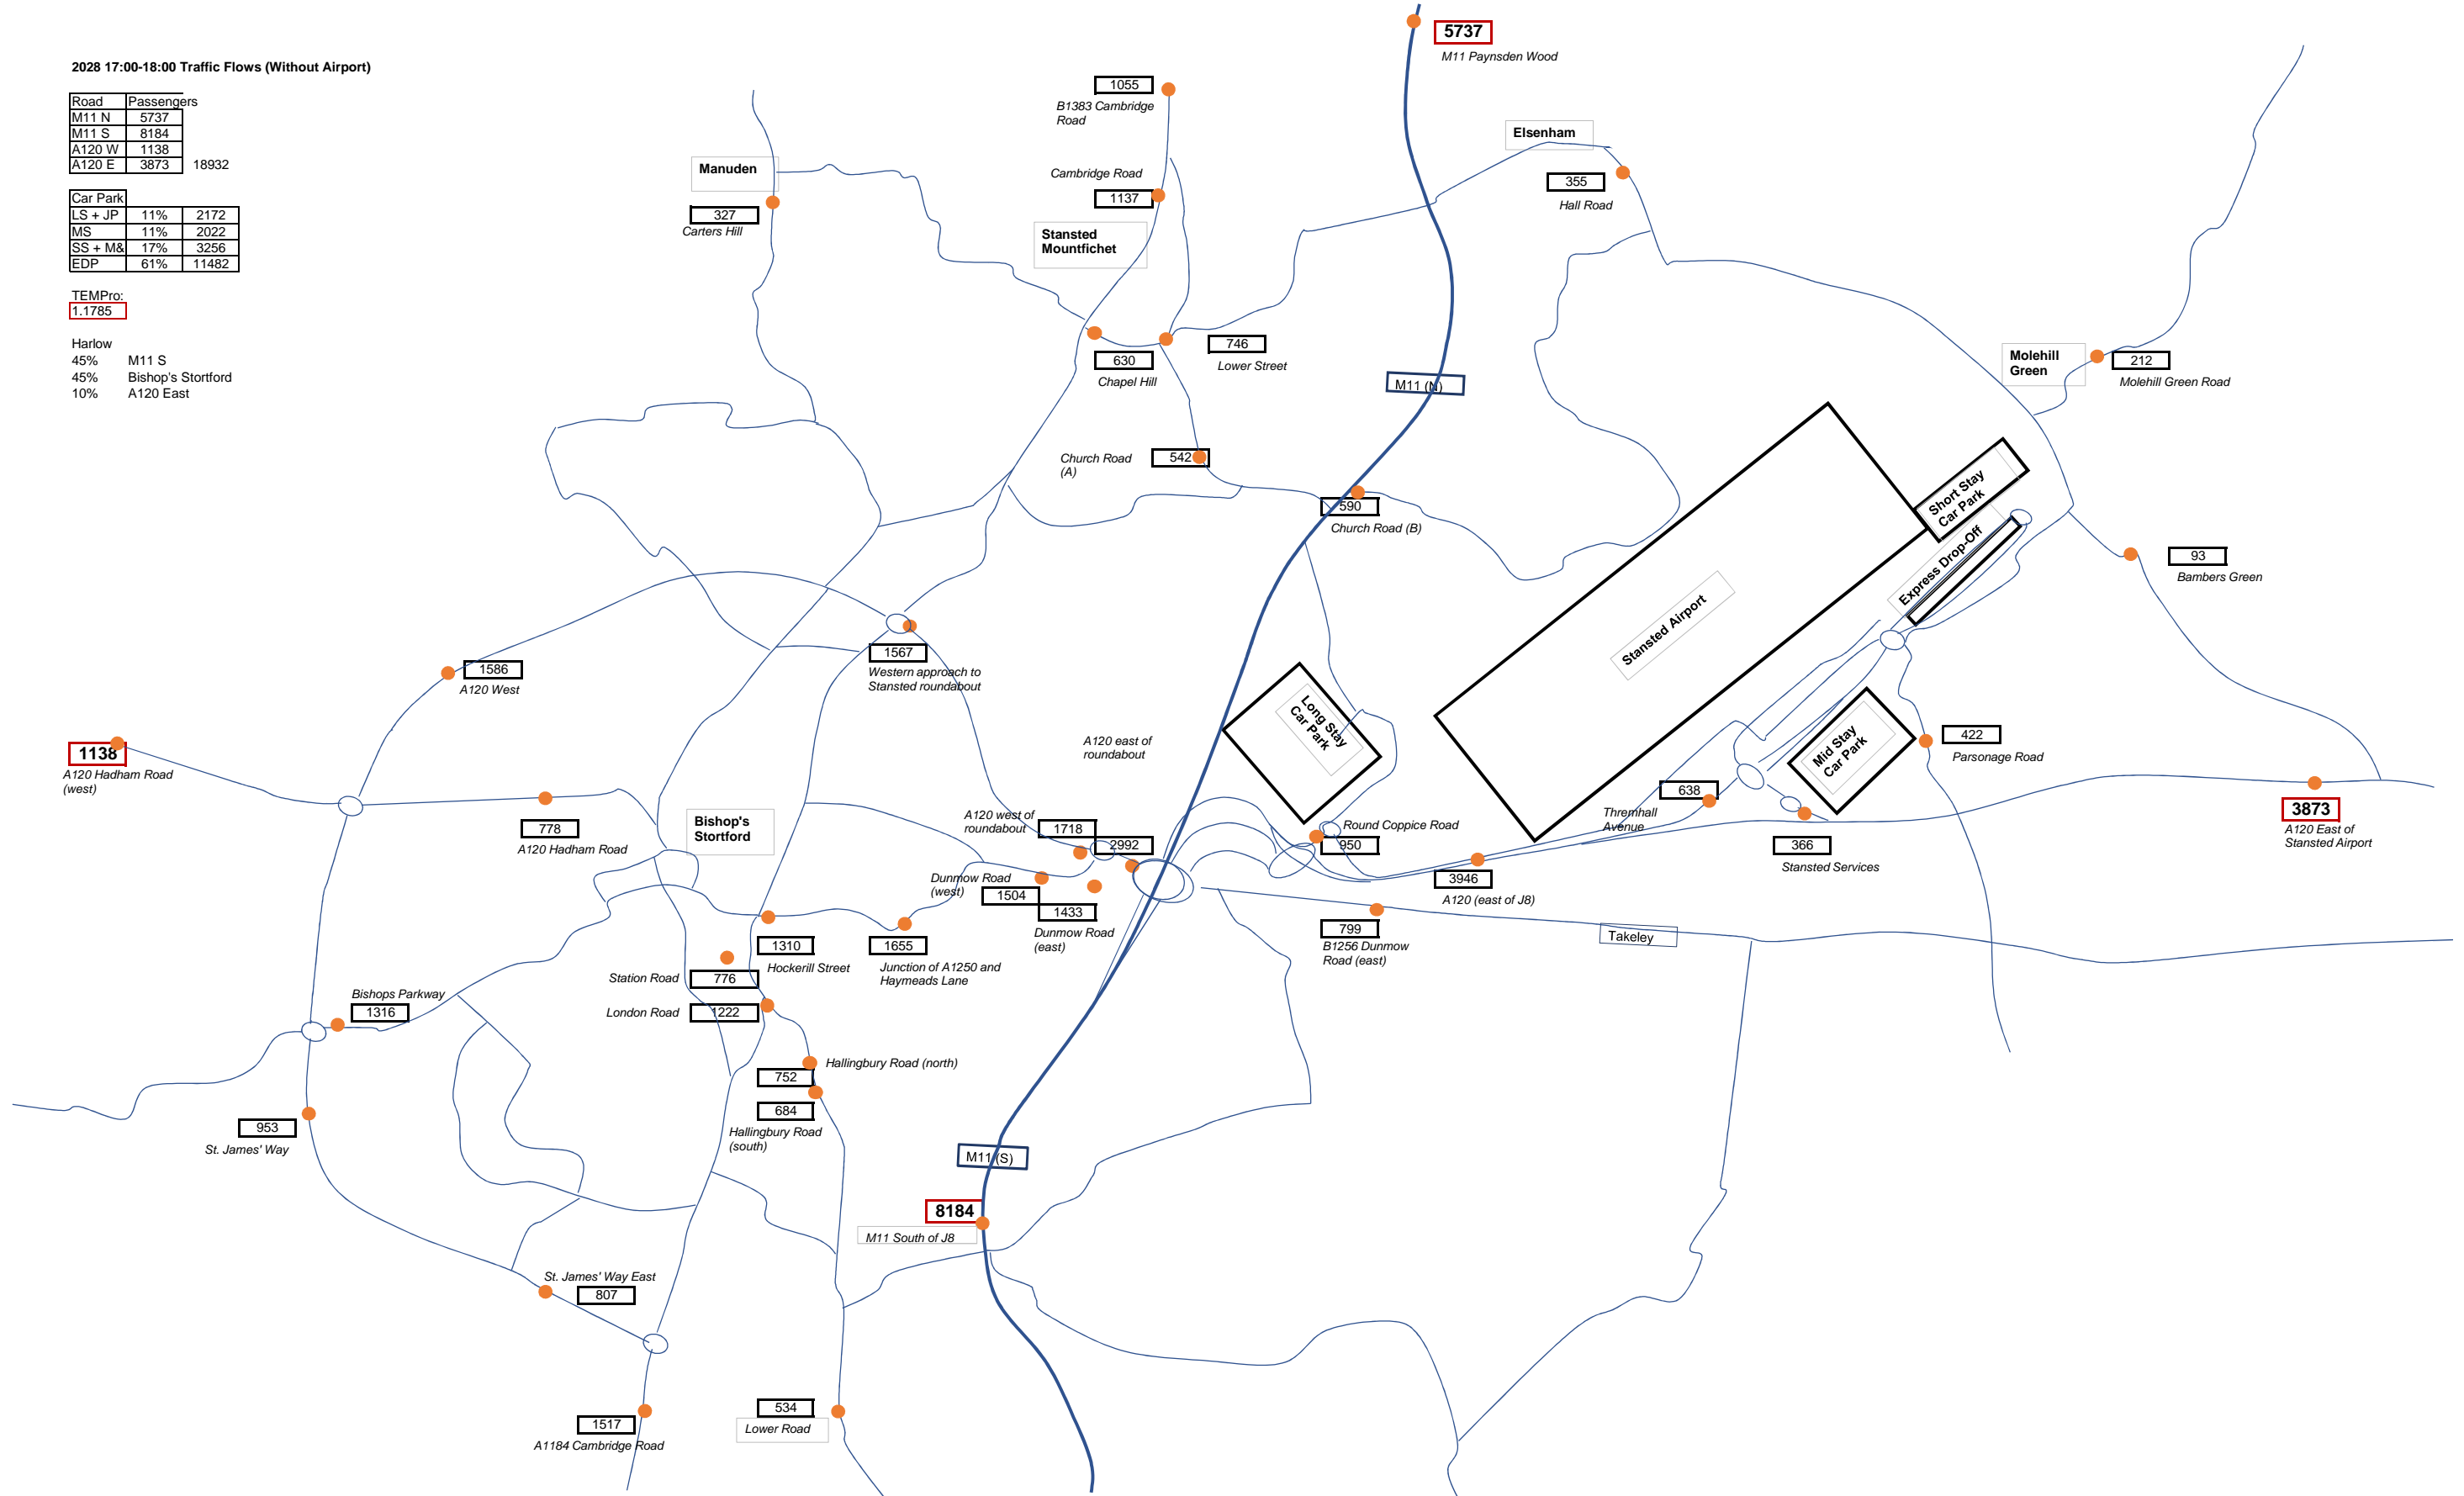 2028 17:00-18:00 Traffic Flows (Without Airport)
Road Passengers
M11 N 5737
M11 S 8184
A120 W 1138
A120 E 3873 18932
Car Park
LS + JP 11% 2172
MS 11% 2022
SS + M& 17% 3256
EDP 61% 11482
TEMPro:
1.1785
Harlow
45% M11 S
45% Bishop's Stortford
10% A120 East
5737
M11 Paynsden Wood
1055
B1383 Cambridge
Road
Elsenham
355
Hall Road
Manuden
327
Carters Hill
Cambridge Road
1137
Stansted
Mountfichet
630
Chapel Hill
746
Lower Street
M11 (N)
Molehill
Green
212
Molehill Green Road
Church Road
(A)
542
590
Church Road (B)
Short Stay
Car Park
Express Drop-Off
93
Bambers Green
Stansted Airport
1567
Western approach to
Stansted roundabout
1586
A120 West
1138
A120 Hadham Road
(west)
Long Stay
Car Park
Mid Stay
Car Park
422
Parsonage Road
A120 east of
roundabout
638
Thremhall
Avenue
3873
A120 East of
Stansted Airport
778
A120 Hadham Road
Bishop's
Stortford
A120 west of
roundabout
1718
2992
Round Coppice Road
950
366
Stansted Services
Dunmow Road
(west)
1504
1433
Dunmow Road
(east)
3946
A120 (east of J8)
799
B1256 Dunmow
Road (east)
Takeley
1310
Hockerill Street
1655
Junction of A1250 and
Haymeads Lane
Station Road
776
London Road
1222
Bishops Parkway
1316
Hallingbury Road (north)
752
684
Hallingbury Road
(south)
953
St. James' Way
M11 (S)
8184
M11 South of J8
St. James' Way East
807
1517
A1184 Cambridge Road
534
Lower Road